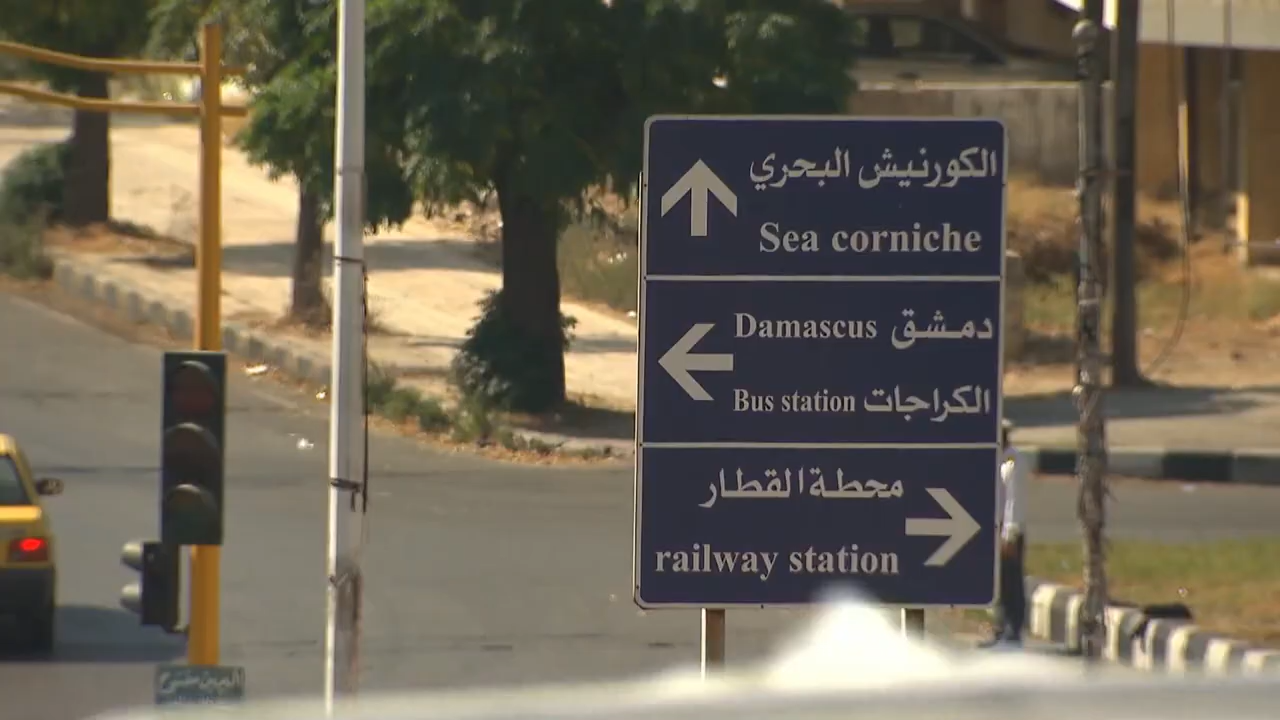 الكورنيش البحري
Sea corniche
Damascus دمشق
Bus station الكراجات
محطة القطار
railway station